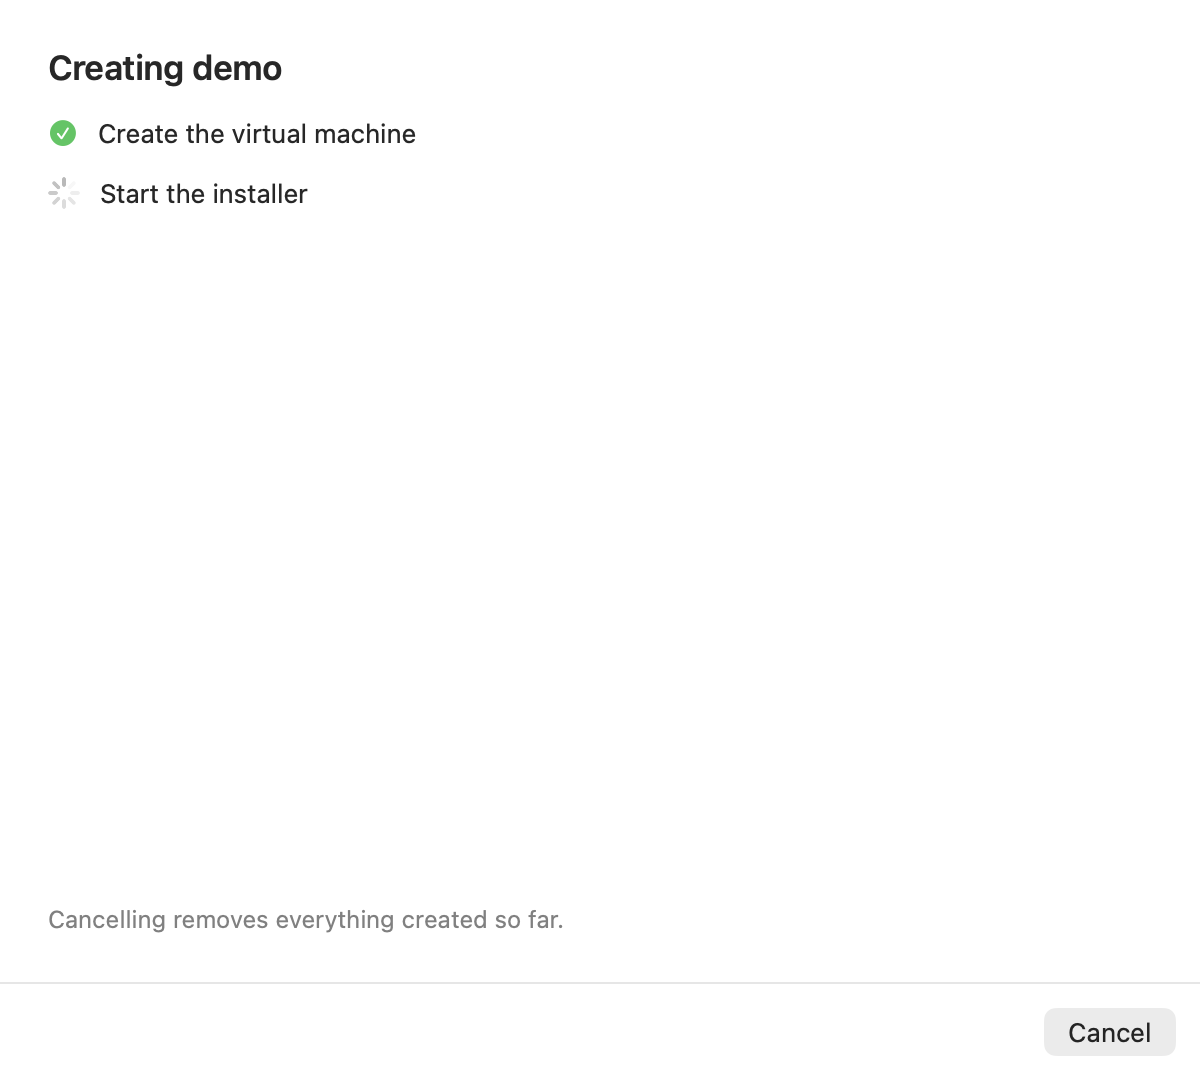 Creating demo
Create the virtual machine
Start the installer
Cancelling removes everything created so far.
Cancel